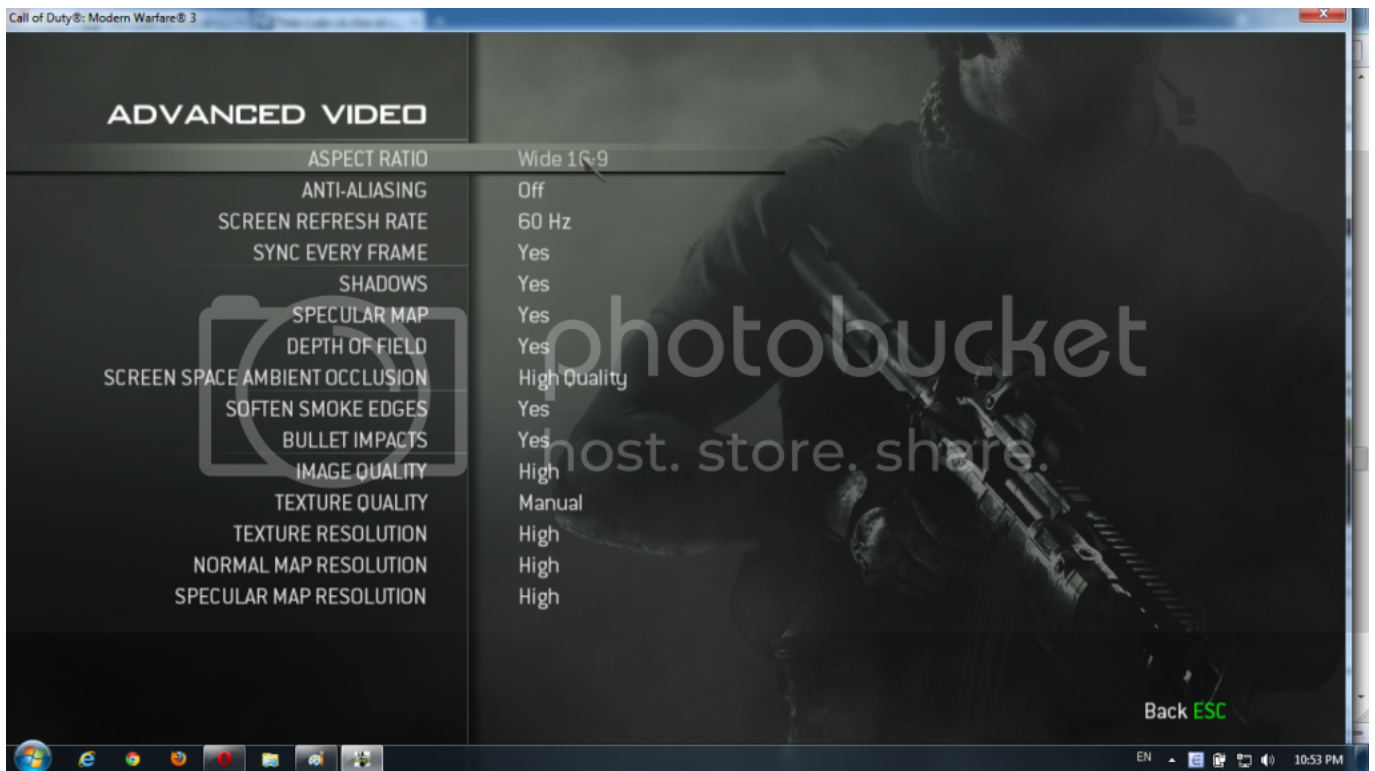 Call of Duty®: Modern Warfare® 3
ADVANCED VIDEO
ASPECT RATIO Wide 16:9
ANTI-ALIASING Off
SCREEN REFRESH RATE 60 Hz
SYNC EVERY FRAME Yes
SHADOWS Yes
SPECULAR MAP Yes
DEPTH OF FIELD Yes
SCREEN SPACE AMBIENT OCCLUSION High Quality
SOFTEN SMOKE EDGES Yes
BULLET IMPACTS Yes
IMAGE QUALITY High
TEXTURE QUALITY Manual
TEXTURE RESOLUTION High
NORMAL MAP RESOLUTION High
SPECULAR MAP RESOLUTION High
photobucket
host. store. share.
Back ESC
EN 10:53 PM